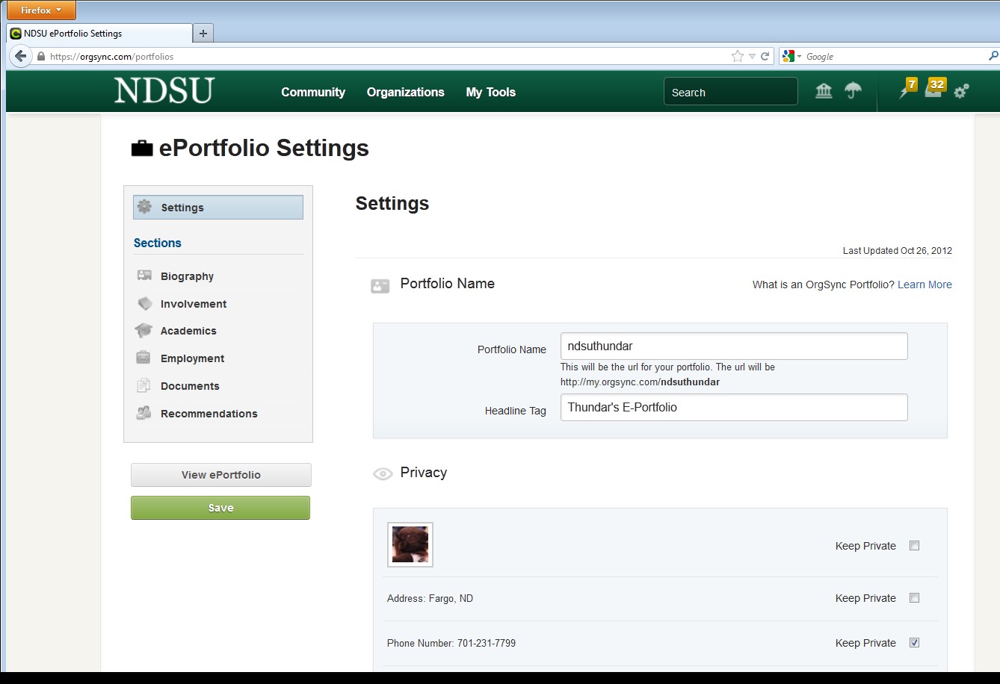 Firefox
NDSU ePortfolio Settings
https://orgsync.com/portfolios
Google
NDSU
Community Organizations My Tools
Search
7
32
ePortfolio Settings
Settings
Sections
Biography
Involvement
Academics
Employment
Documents
Recommendations
View ePortfolio
Save
Settings
Last Updated Oct 26, 2012
Portfolio Name
What is an OrgSync Portfolio? Learn More
Portfolio Name ndsuthundar
This will be the url for your portfolio. The url will be
http://my.orgsync.com/ndsuthundar
Headline Tag Thundar's E-Portfolio
Privacy
Keep Private
Address: Fargo, ND Keep Private
Phone Number: 701-231-7799 Keep Private